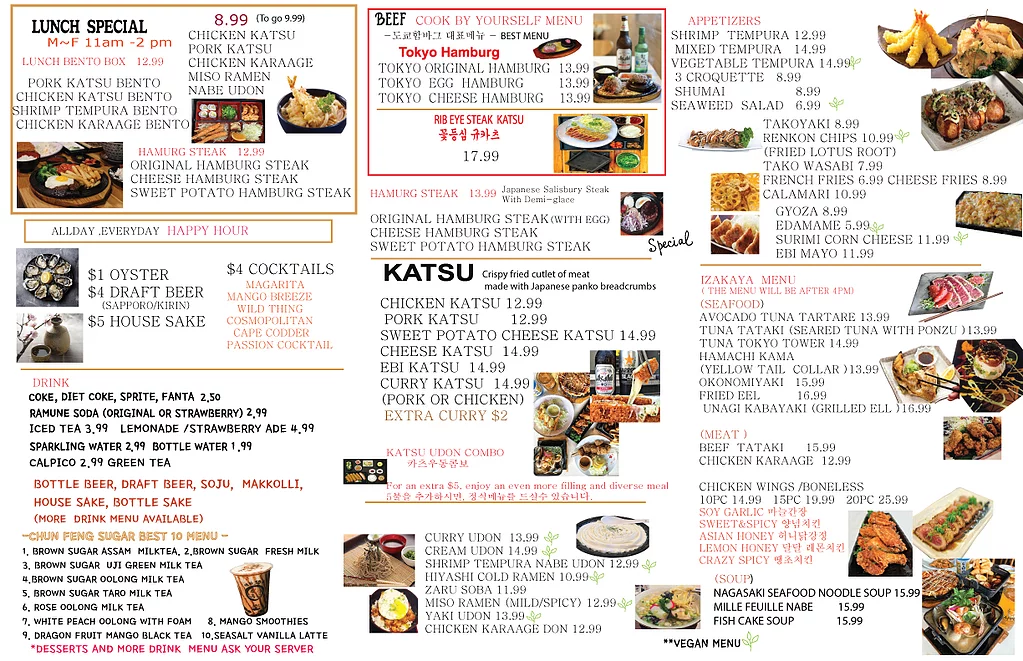 LUNCH SPECIAL
M~F 11am -2 pm
LUNCH BENTO BOX 12.99
PORK KATSU BENTO
CHICKEN KATSU BENTO
SHRIMP TEMPURA BENTO
CHICKEN KARAAGE BENTO
8.99 (To go 9.99)
CHICKEN KATSU
PORK KATSU
CHICKEN KARAAGE
MISO RAMEN
NABE UDON
HAMURG STEAK 12.99
ORIGINAL HAMBURG STEAK
CHEESE HAMBURG STEAK
SWEET POTATO HAMBURG STEAK
ALLDAY .EVERYDAY HAPPY HOUR
$1 OYSTER
$4 DRAFT BEER
(SAPPORO/KIRIN)
$5 HOUSE SAKE
$4 COCKTAILS
MAGARITA
MANGO BREEZE
WILD THING
COSMOPOLITAN
CAPE CODDER
PASSION COCKTAIL
DRINK
COKE, DIET COKE, SPRITE, FANTA 2.50
RAMUNE SODA (ORIGINAL OR STRAWBERRY) 2.99
ICED TEA 3.99 LEMONADE /STRAWBERRY ADE 4.99
SPARKLING WATER 2.99 BOTTLE WATER 1.99
CALPICO 2.99 GREEN TEA
BOTTLE BEER, DRAFT BEER, SOJU, MAKKOLLI,
HOUSE SAKE, BOTTLE SAKE
(MORE DRINK MENU AVAILABLE)
-CHUN FENG SUGAR BEST 10 MENU -
1. BROWN SUGAR ASSAM MILKTEA, 2.BROWN SUGAR FRESH MILK
3. BROWN SUGAR UJI GREEN MILK TEA
4.BROWN SUGAR OOLONG MILK TEA
5. BROWN SUGAR TARO MILK TEA
6. ROSE OOLONG MILK TEA
7. WHITE PEACH OOLONG WITH FOAM 8. MANGO SMOOTHIES
9. DRAGON FRUIT MANGO BLACK TEA 10.SEASALT VANILLA LATTE
*DESSERTS AND MORE DRINK MENU ASK YOUR SERVER
BEEF COOK BY YOURSELF MENU
-도쿄함바그 대표메뉴 - BEST MENU
Tokyo Hamburg
TOKYO ORIGINAL HAMBURG 13.99
TOKYO EGG HAMBURG 13.99
TOKYO CHEESE HAMBURG 13.99
RIB EYE STEAK KATSU
꽃등심 규카츠
17.99
HAMURG STEAK 13.99 Japanese Salisbury Steak
With Demi-glace
ORIGINAL HAMBURG STEAK(WITH EGG)
CHEESE HAMBURG STEAK
SWEET POTATO HAMBURG STEAK
Special
KATSU Crispy fried cutlet of meat
made with Japanese panko breadcrumbs
CHICKEN KATSU 12.99
PORK KATSU 12.99
SWEET POTATO CHEESE KATSU 14.99
CHEESE KATSU 14.99
EBI KATSU 14.99
CURRY KATSU 14.99
(PORK OR CHICKEN)
EXTRA CURRY $2
KATSU UDON COMBO
카츠우동콤보
For an extra $5, enjoy an even more filling and diverse meal
5불을 추가하시면, 정식메뉴를 드실수 있습니다.
CURRY UDON 13.99
CREAM UDON 14.99
SHRIMP TEMPURA NABE UDON 12.99
HIYASHI COLD RAMEN 10.99
ZARU SOBA 11.99
MISO RAMEN (MILD/SPICY) 12.99
YAKI UDON 13.99
CHICKEN KARAAGE DON 12.99
APPETIZERS
SHRIMP TEMPURA 12.99
MIXED TEMPURA 14.99
VEGETABLE TEMPURA 14.99
3 CROQUETTE 8.99
SHUMAI 8.99
SEAWEED SALAD 6.99
TAKOYAKI 8.99
RENKON CHIPS 10.99
(FRIED LOTUS ROOT)
TAKO WASABI 7.99
FRENCH FRIES 6.99 CHEESE FRIES 8.99
CALAMARI 10.99
GYOZA 8.99
EDAMAME 5.99
SURIMI CORN CHEESE 11.99
EBI MAYO 11.99
IZAKAYA MENU
( THE MENU WILL BE AFTER 4PM)
(SEAFOOD)
AVOCADO TUNA TARTARE 13.99
TUNA TATAKI (SEARED TUNA WITH PONZU )13.99
TUNA TOKYO TOWER 14.99
HAMACHI KAMA
(YELLOW TAIL COLLAR )13.99
OKONOMIYAKI 15.99
FRIED EEL 16.99
UNAGI KABAYAKI (GRILLED ELL )16.99
(MEAT )
BEEF TATAKI 15.99
CHICKEN KARAAGE 12.99
CHICKEN WINGS /BONELESS
10PC 14.99 15PC 19.99 20PC 25.99
SOY GARLIC 마늘간장
SWEET&SPICY 양념치킨
ASIAN HONEY 허니닭강정
LEMON HONEY 달달 레몬치킨
CRAZY SPICY 땡초치킨
(SOUP)
NAGASAKI SEAFOOD NOODLE SOUP 15.99
MILLE FEUILLE NABE 15.99
FISH CAKE SOUP 15.99
**VEGAN MENU